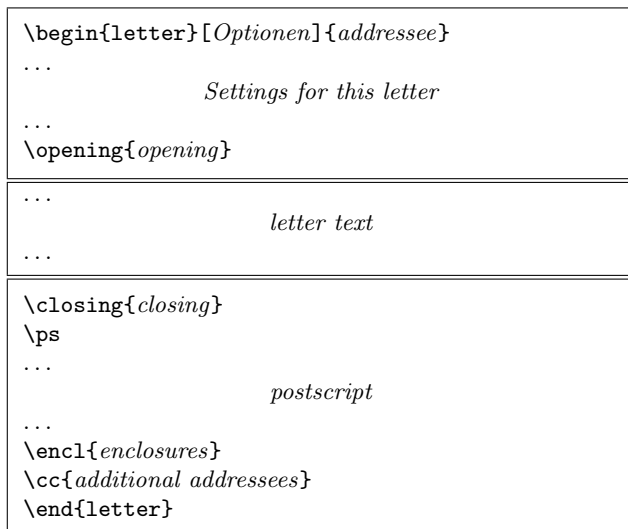 \begin{letter}[Optionen]{addressee}
...
Settings for this letter
...
\opening{opening}
...
letter text
...
\closing{closing}
\ps
...
postscript
...
\encl{enclosures}
\cc{additional addressees}
\end{letter}